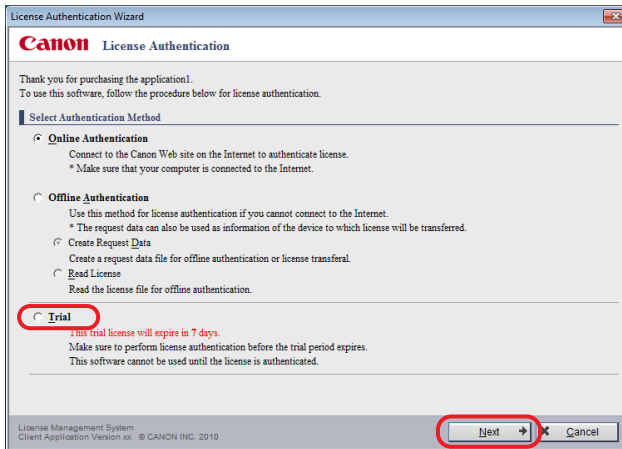 License Authentication Wizard
Canon License Authentication
Thank you for purchasing the application1.
To use this software, follow the procedure below for license authentication.
Select Authentication Method
Online Authentication
Connect to the Canon Web site on the Internet to authenticate license.
* Make sure that your computer is connected to the Internet.
Offline Authentication
Use this method for license authentication if you cannot connect to the Internet.
* The request data can also be used as information of the device to which license will be transferred.
Create Request Data
Create a request data file for offline authentication or license transferal.
Read License
Read the license file for offline authentication.
Trial
This trial license will expire in 7 days.
Make sure to perform license authentication before the trial period expires.
This software cannot be used until the license is authenticated.
License Management System
Client Application Version xx © CANON INC. 2010
Next Cancel